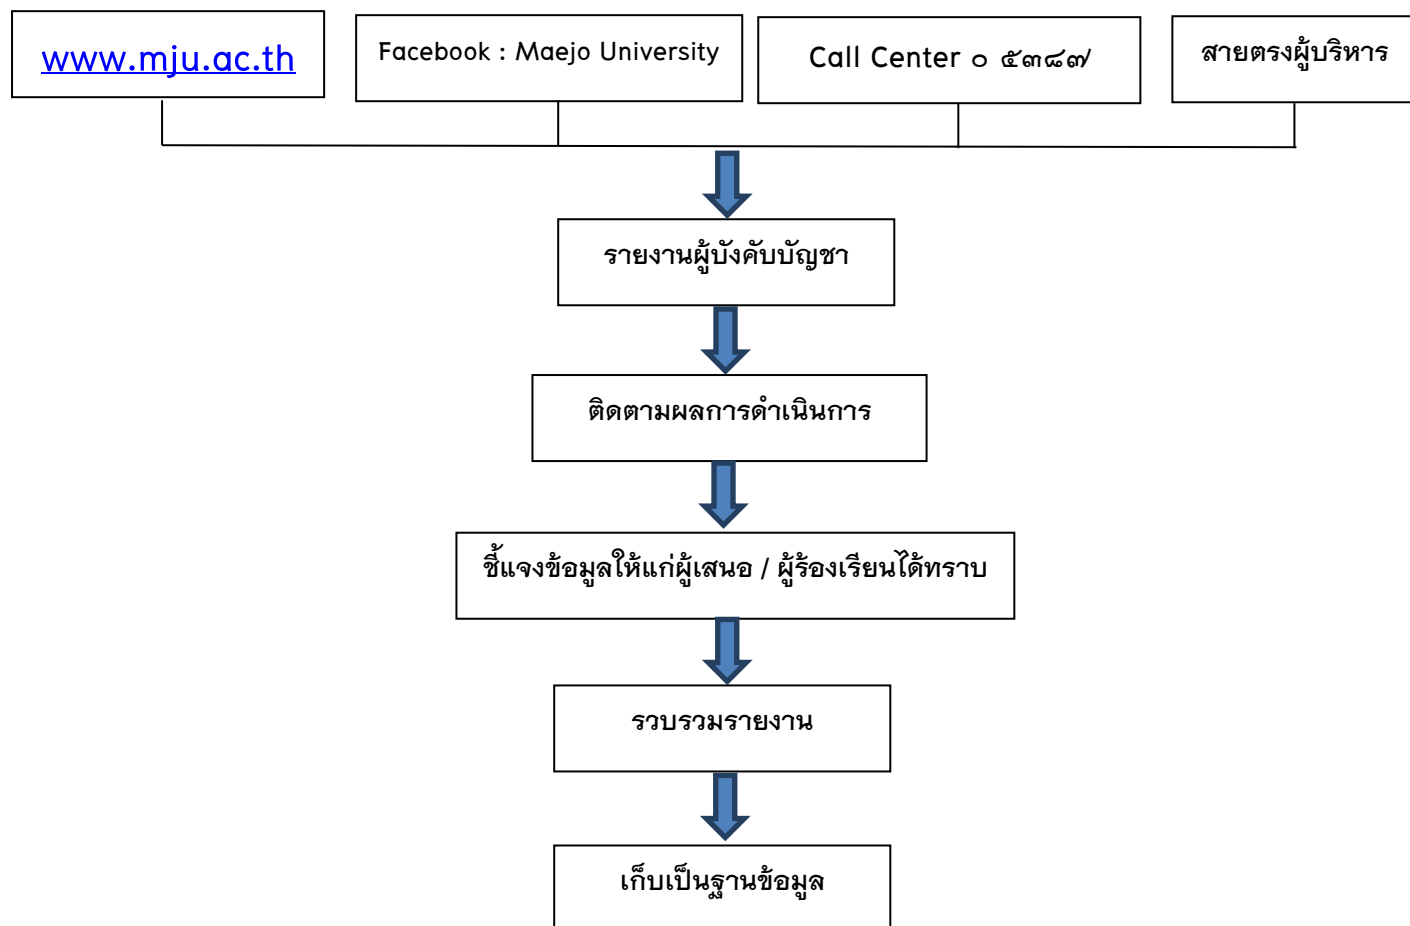 www.mju.ac.th
Facebook : Maejo University
Call Center ๐ ๕๓๘๗
สายตรงผู้บริหาร
รายงานผู้บังคับบัญชา
ติดตามผลการดำเนินการ
ชี้แจงข้อมูลให้แก่ผู้เสนอ / ผู้ร้องเรียนได้ทราบ
รวบรวมรายงาน
เก็บเป็นฐานข้อมูล